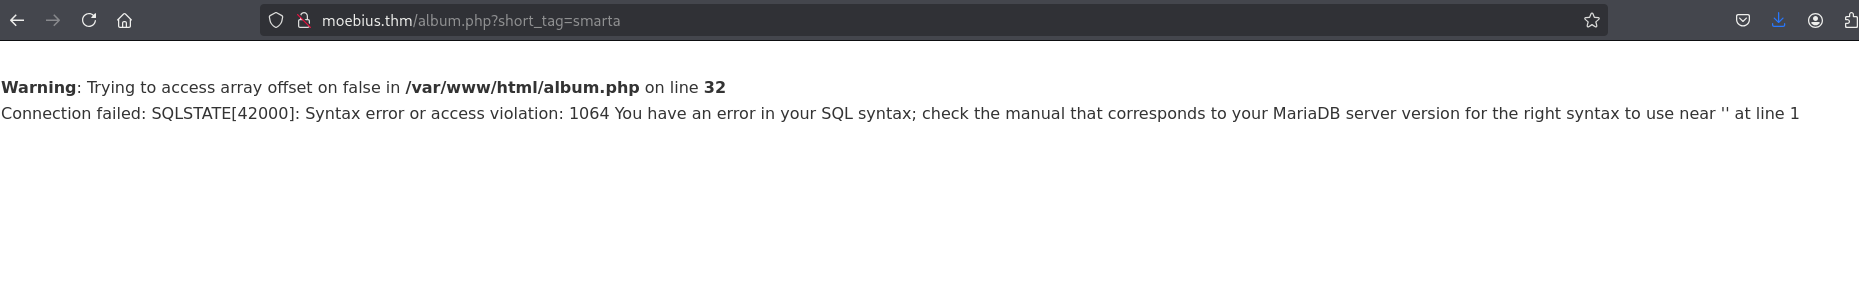 moebius.thm/album.php?short_tag=smarta
Warning: Trying to access array offset on false in /var/www/html/album.php on line 32
Connection failed: SQLSTATE[42000]: Syntax error or access violation: 1064 You have an error in your SQL syntax; check the manual that corresponds to your MariaDB server version for the right syntax to use near '' at line 1